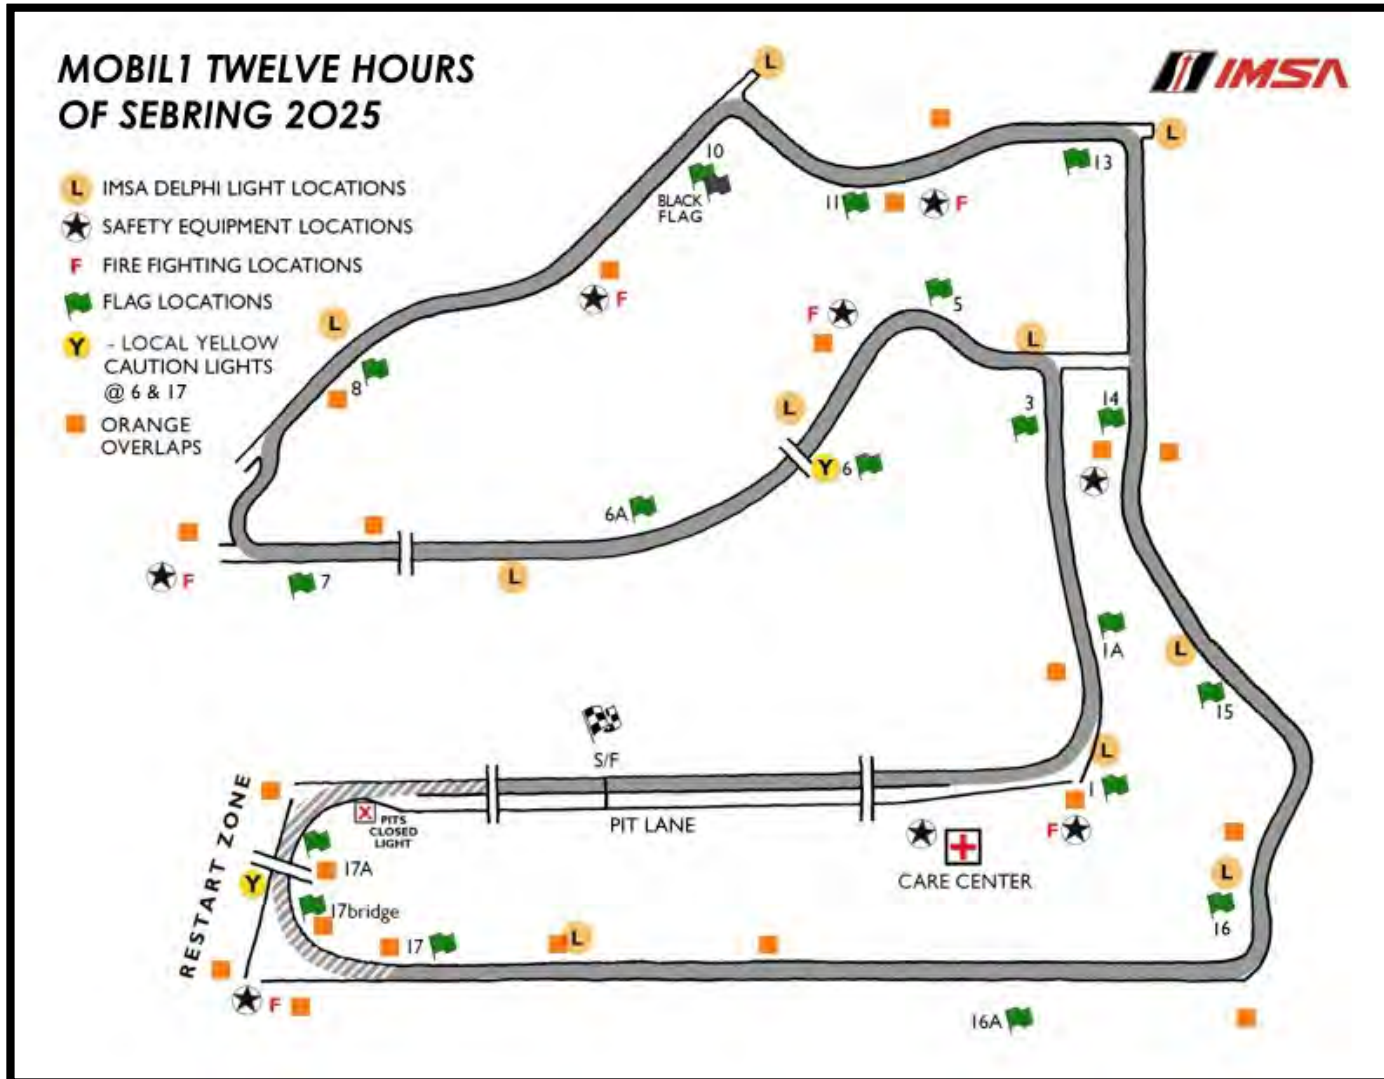 MOBIL1 TWELVE HOURS
OF SEBRING 2O25
IMSA
L IMSA DELPHI LIGHT LOCATIONS
SAFETY EQUIPMENT LOCATIONS
F FIRE FIGHTING LOCATIONS
FLAG LOCATIONS
Y - LOCAL YELLOW
CAUTION LIGHTS
@ 6 & 17
ORANGE
OVERLAPS
L
L
10
BLACK
FLAG
11
F
13
F
F
5
L
L
8
L
3
14
Y 6
6A
F
7
L
1A
L
15
S/F
L
1
RESTART ZONE
X PITS
CLOSED
LIGHT
PIT LANE
F
CARE CENTER
17A
Y
L
17bridge
16
17
L
F
16A